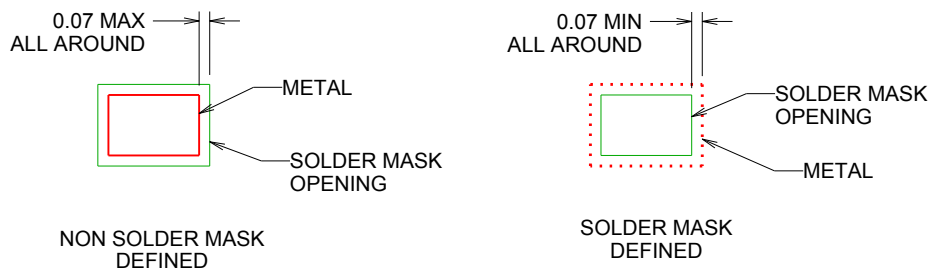 0.07 MAX
ALL AROUND
METAL
SOLDER MASK
OPENING
NON SOLDER MASK
DEFINED
0.07 MIN
ALL AROUND
SOLDER MASK
OPENING
METAL
SOLDER MASK
DEFINED